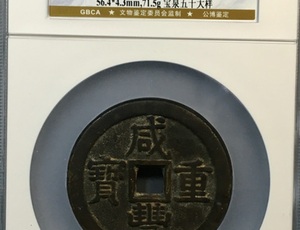 56.4*4.3mm,71.5g 宝泉五十大样
GBCA ★ 文物鉴定委员会监制 ★ 公博鉴定
咸
寶 重
豐